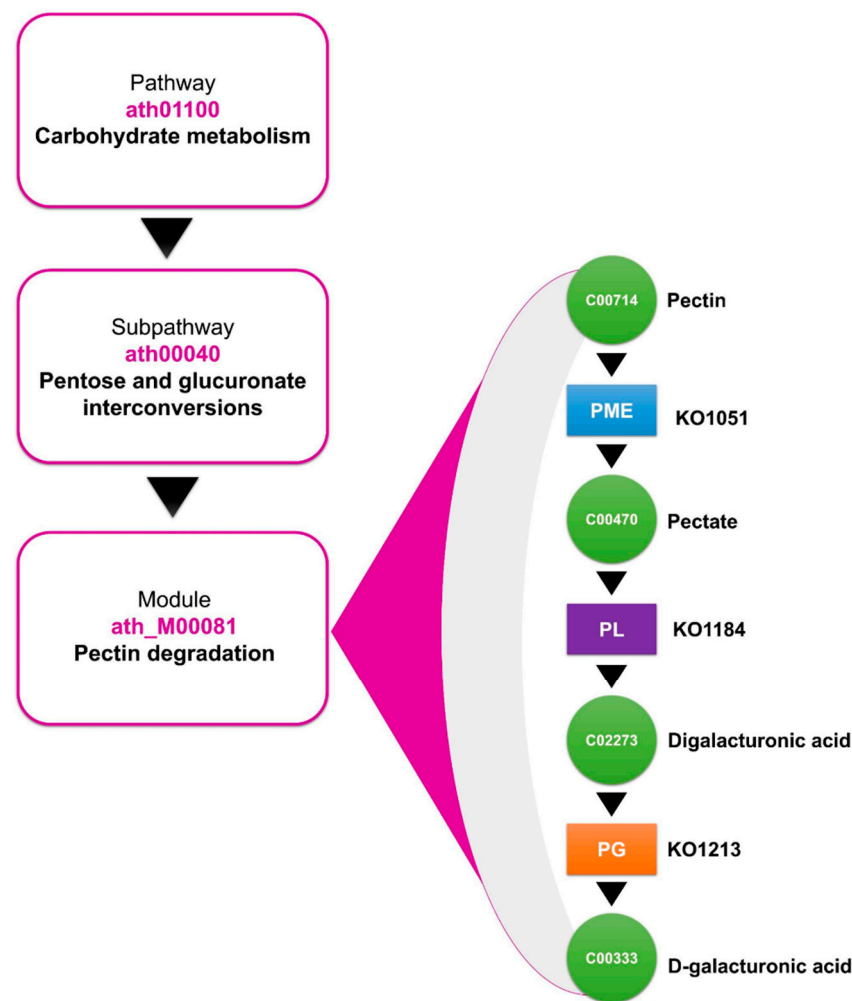 Pathway
ath01100
Carbohydrate metabolism
Subpathway
ath00040
Pentose and glucuronate
interconversions
Module
ath_M00081
Pectin degradation
C00714
Pectin
PME
KO1051
C00470
Pectate
PL
KO1184
C02273
Digalacturonic acid
PG
KO1213
C00333
D-galacturonic acid